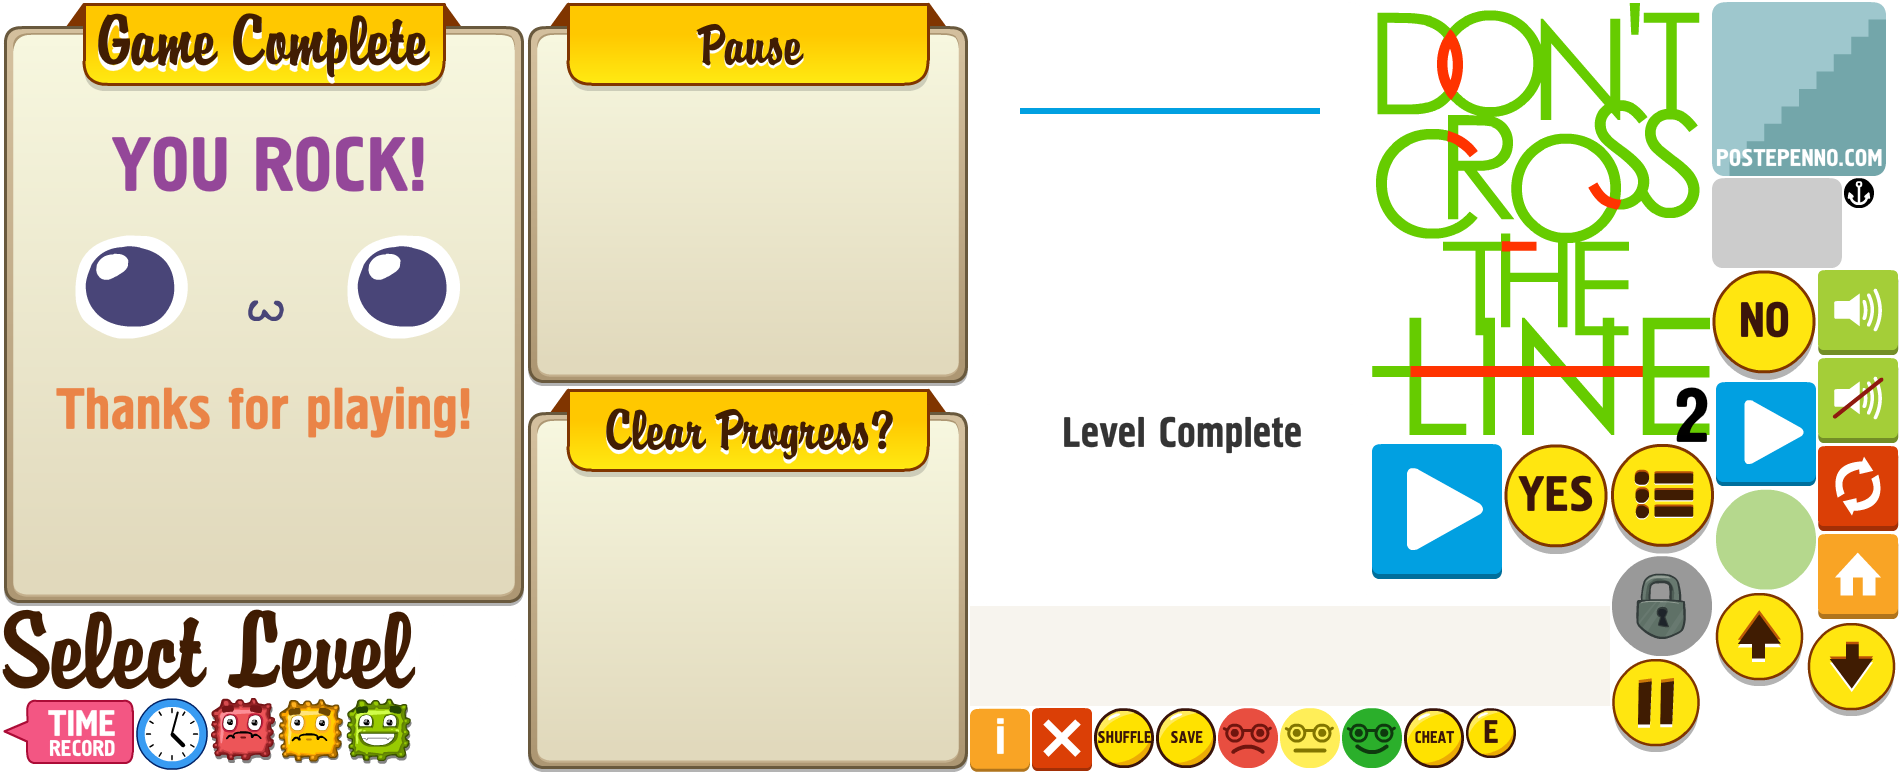 Game Complete
YOU ROCK!
Thanks for playing!
Select Level
TIME
RECORD
Pause
Clear Progress?
Level Complete
DON'T
CROSS
THE
LINE
2
POSTEPENNO.COM
NO
YES
i
SHUFFLE
SAVE
CHEAT
E